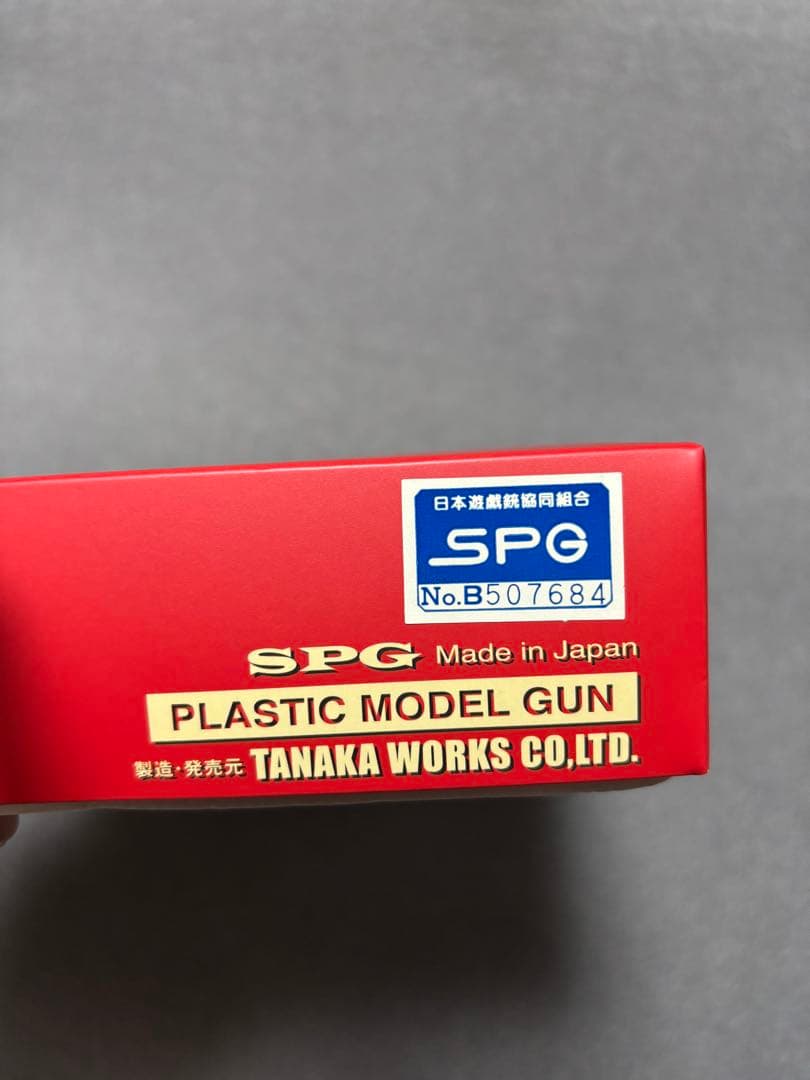 日本遊戯銃協同組合
SPG
No.B507684
SPG Made in Japan
PLASTIC MODEL GUN
製造・発売元 TANAKA WORKS CO,LTD.